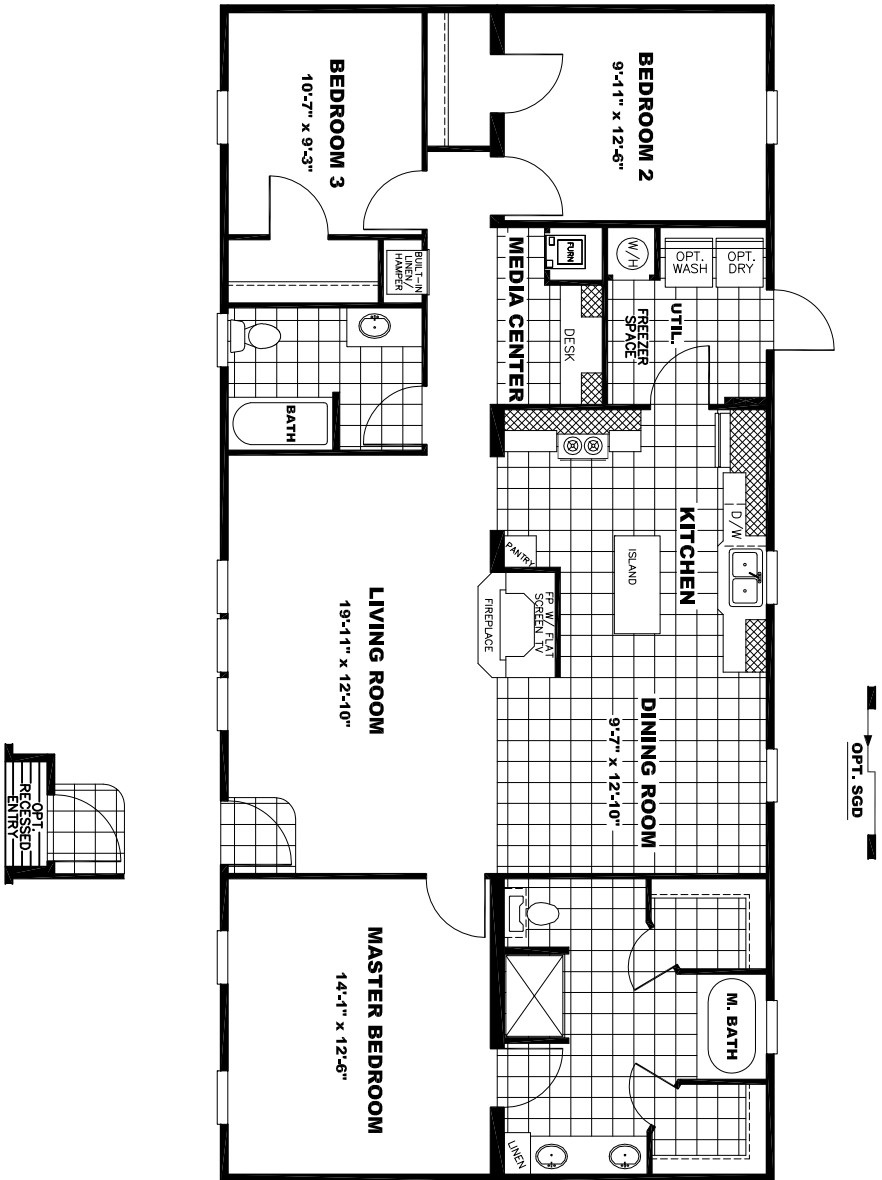 BEDROOM 3
10'-7" x 9'-3"
BEDROOM 2
9'-11" x 12'-6"
BUILT-IN
LINEN/
HAMPER
MEDIA CENTER
FURN
W/H
OPT.
WASH
OPT.
DRY
UTIL.
FREEZER
SPACE
DESK
BATH
KITCHEN
D/W
PANTRY
ISLAND
FP W/ FLAT
SCREEN TV
FIREPLACE
LIVING ROOM
19'-11" x 12'-10"
DINING ROOM
9'-7" x 12'-10"
OPT. SGD
OPT.
RECESSED
ENTRY
MASTER BEDROOM
14'-1" x 12'-6"
M. BATH
LINEN